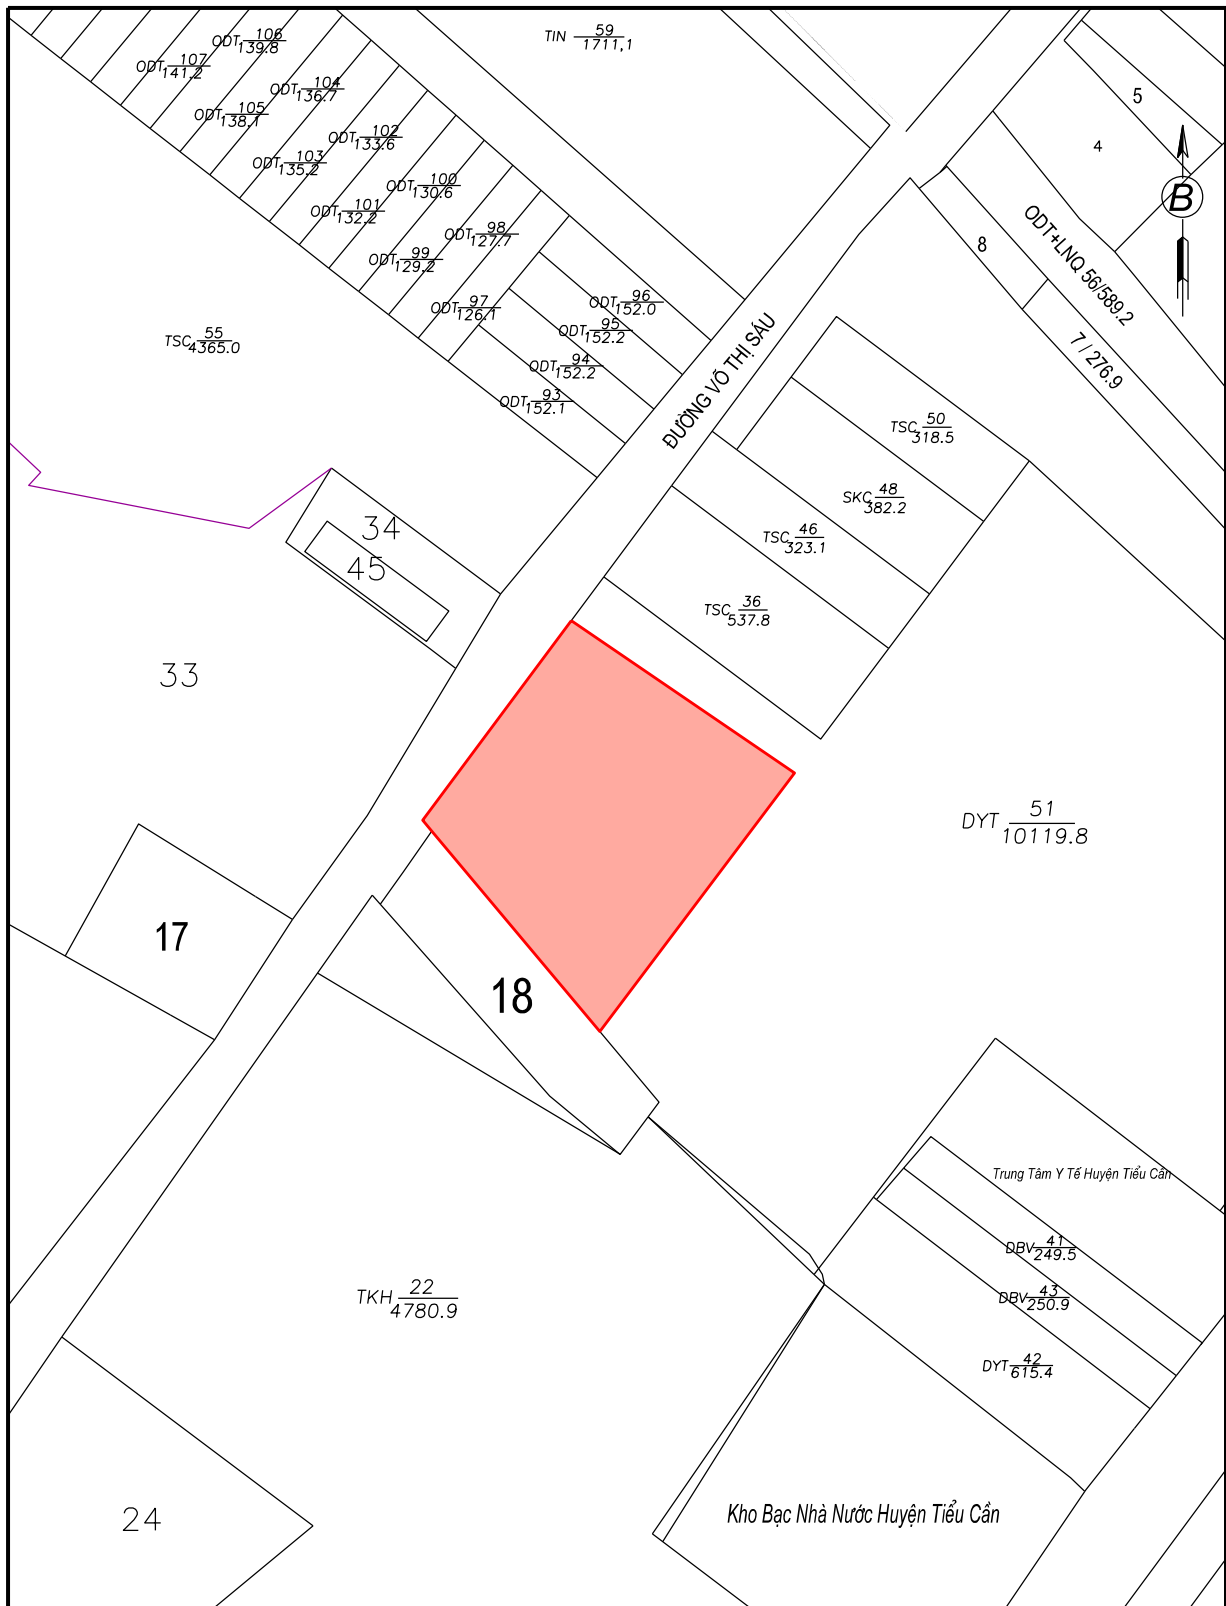 TIN 59
1711,1
ODT 106
139.8
ODT 107
141.2
ODT 104
136.7
ODT 105
138.1
ODT 102
133.6
ODT 103
135.2
ODT 100
130.6
ODT 101
132.2
ODT 98
127.7
ODT 99
129.2
ODT 97
126.1
ODT 96
152.0
ODT 95
152.2
ODT 94
152.2
ODT 93
152.1
5
4
B
8
ODT+LNQ 56/589.2
7 / 276.9
TSC 55
4365.0
ĐƯỜNG VÕ THỊ SÁU
TSC 50
318.5
SKC 48
382.2
TSC 46
323.1
TSC 36
537.8
34
45
33
DYT 51
10119.8
17
18
Trung Tâm Y Tế Huyện Tiểu Cần
DBV 41
249.5
DBV 43
250.9
DYT 42
615.4
TKH 22
4780.9
24
Kho Bạc Nhà Nước Huyện Tiểu Cần